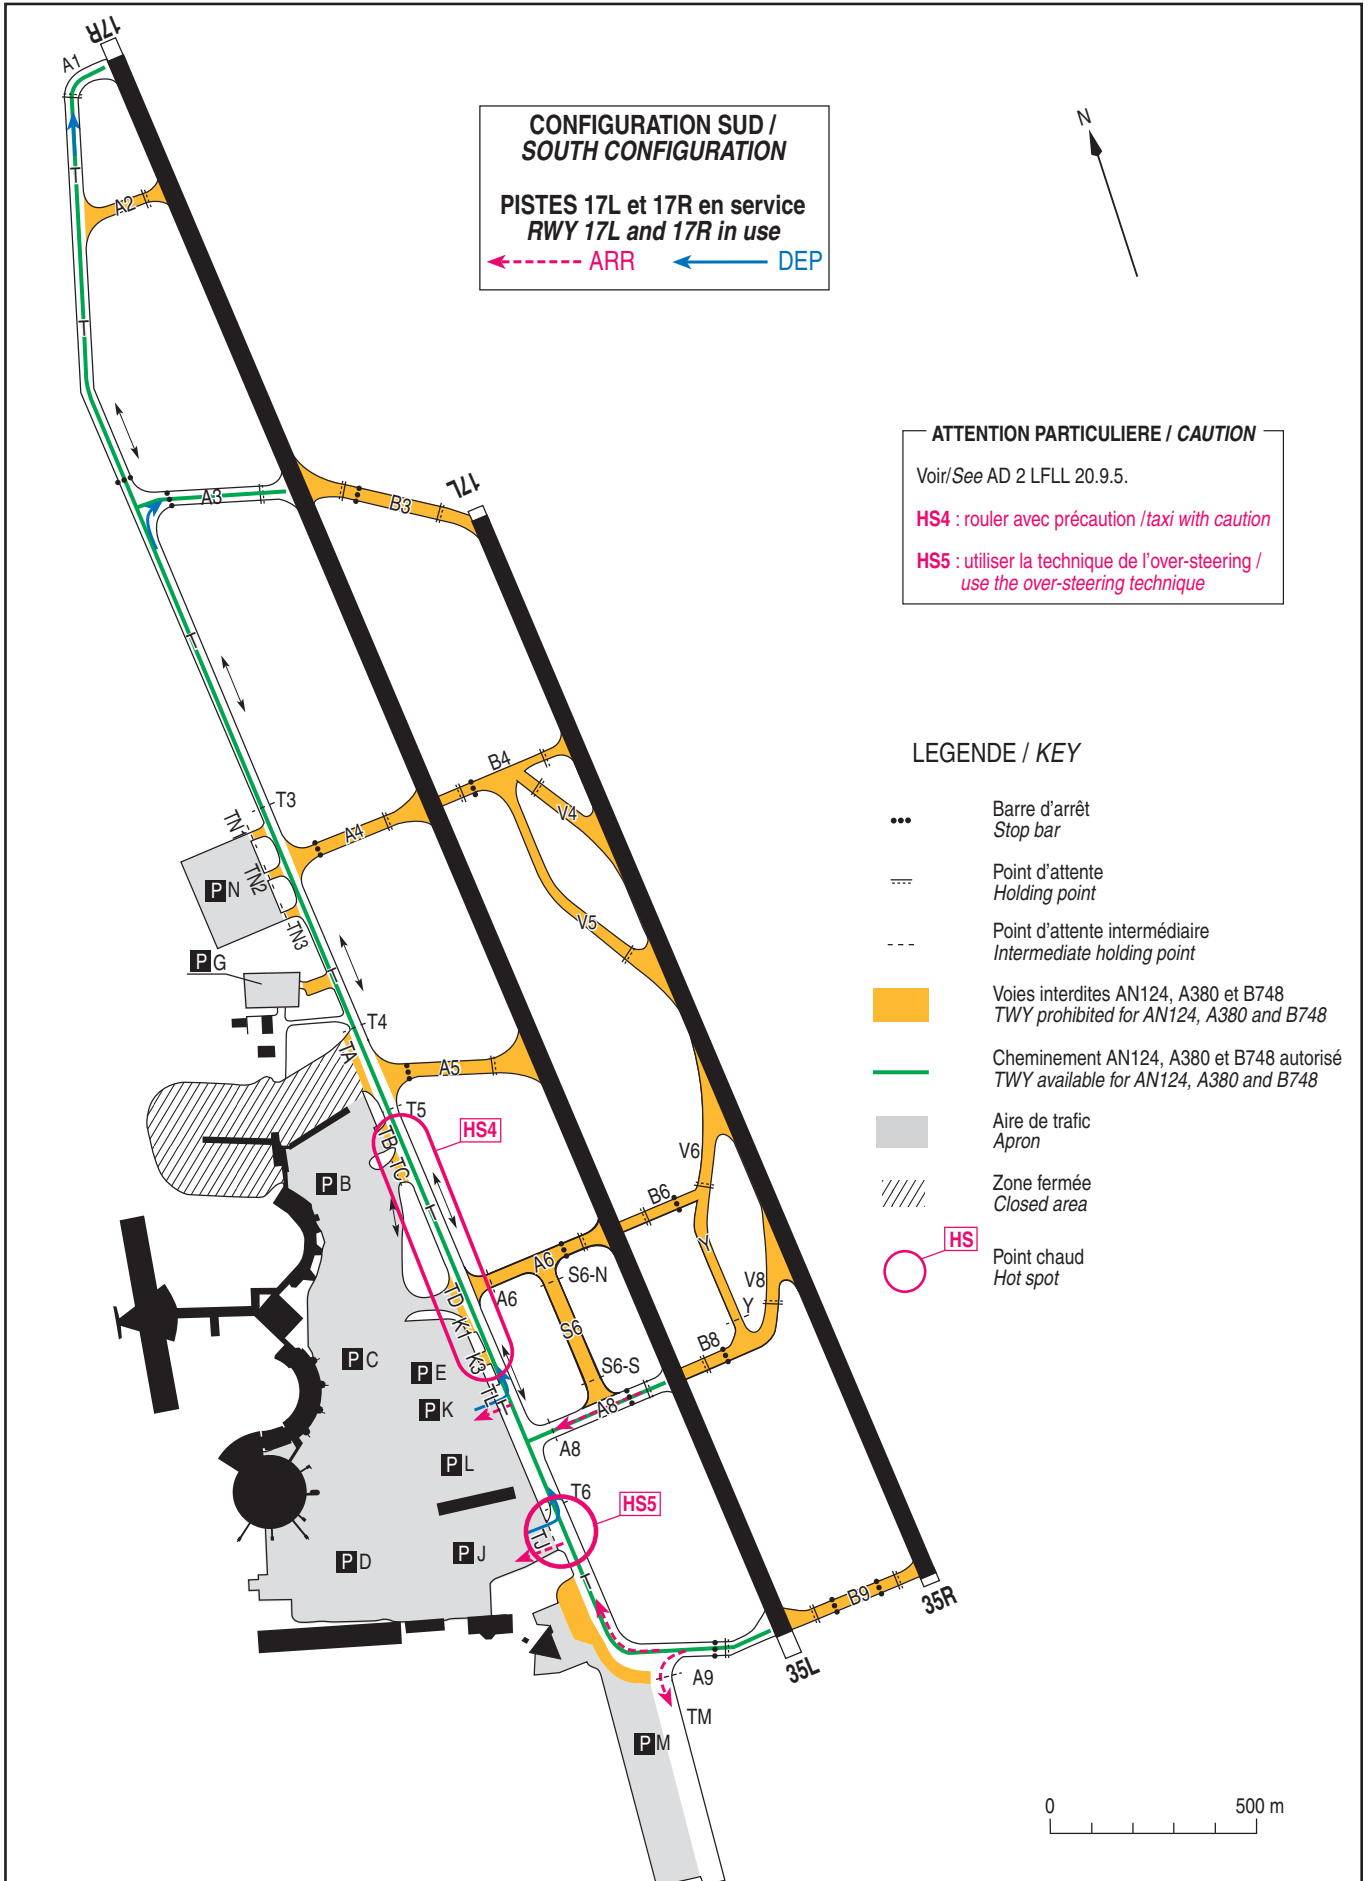 17R
A1
CONFIGURATION SUD /
SOUTH CONFIGURATION
PISTES 17L et 17R en service
RWY 17L and 17R in use
ARR
DEP
N
T
A2
T
ATTENTION PARTICULIERE / CAUTION
Voir/See AD 2 LFLL 20.9.5.
HS4 : rouler avec précaution /taxi with caution
HS5 : utiliser la technique de l'over-steering /
use the over-steering technique
A3
B3
17L
T
LEGENDE / KEY
Barre d'arrêt
Stop bar
Point d'attente
Holding point
Point d'attente intermédiaire
Intermediate holding point
Voies interdites AN124, A380 et B748
TWY prohibited for AN124, A380 and B748
Cheminement AN124, A380 et B748 autorisé
TWY available for AN124, A380 and B748
Aire de trafic
Apron
Zone fermée
Closed area
HS
Point chaud
Hot spot
B4
T3
TN1
A4
V4
TN2
P N
V5
TN3
P G
T
T4
TA
A5
T5
HS4
TB
TC
V6
P B
B6
T
Y
A6
S6-N
V8
TD
A6
Y
K1
S6
B8
P C
K3
S6-S
P E
TLF
P K
A8
A8
P L
T6
HS5
TJ
P J
P D
T
B9
35R
35L
A9
TM
P M
0
500 m